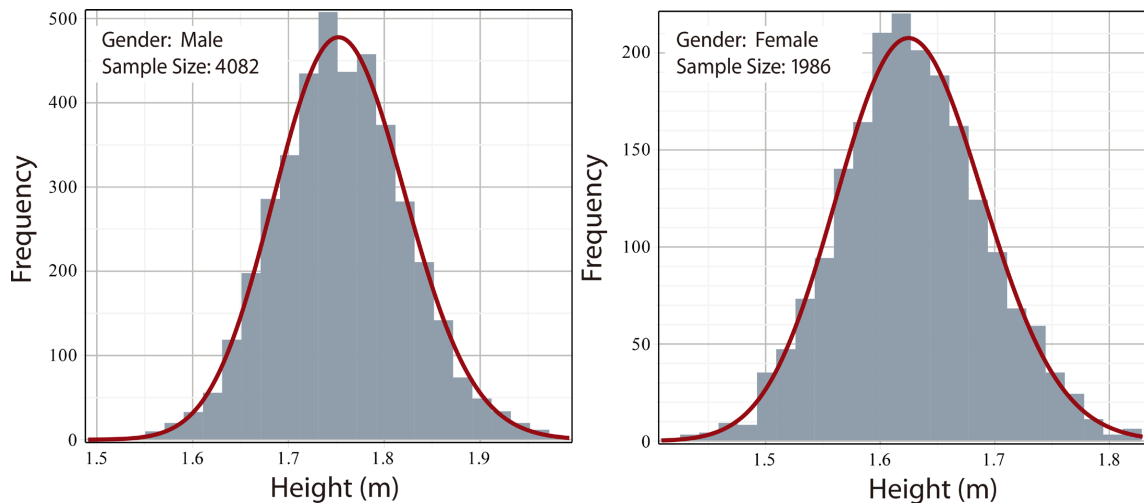 Gender: Male
Sample Size: 4082
Frequency
500
400
300
200
100
0
1.5
1.6
1.7
1.8
1.9
Height (m)
Gender: Female
Sample Size: 1986
Frequency
200
150
100
50
0
1.5
1.6
1.7
1.8
Height (m)